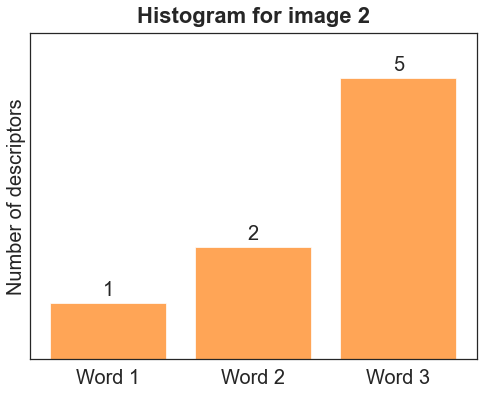 Histogram for image 2
Number of descriptors
5
2
1
Word 1
Word 2
Word 3